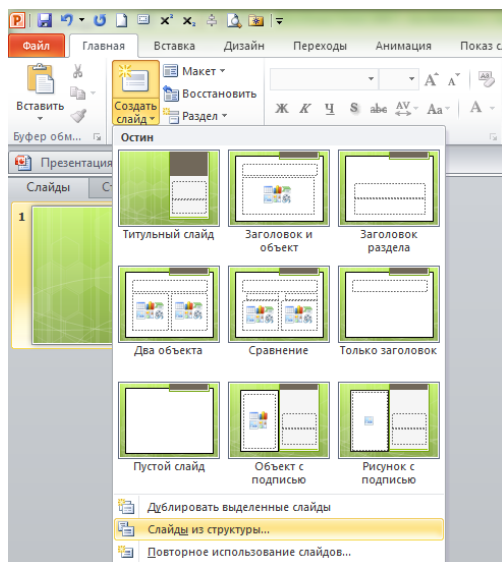 Файл Главная Вставка Дизайн Переходы Анимация Показ с
Вставить
Буфер обм...
Создать слайд
Макет
Восстановить
Раздел
Ж К Ч S abc AV Aa A
Презентация
Слайды С
1
Остин
Титульный слайд
Заголовок и объект
Заголовок раздела
Два объекта
Сравнение
Только заголовок
Пустой слайд
Объект с подписью
Рисунок с подписью
Дублировать выделенные слайды
Слайды из структуры...
Повторное использование слайдов...